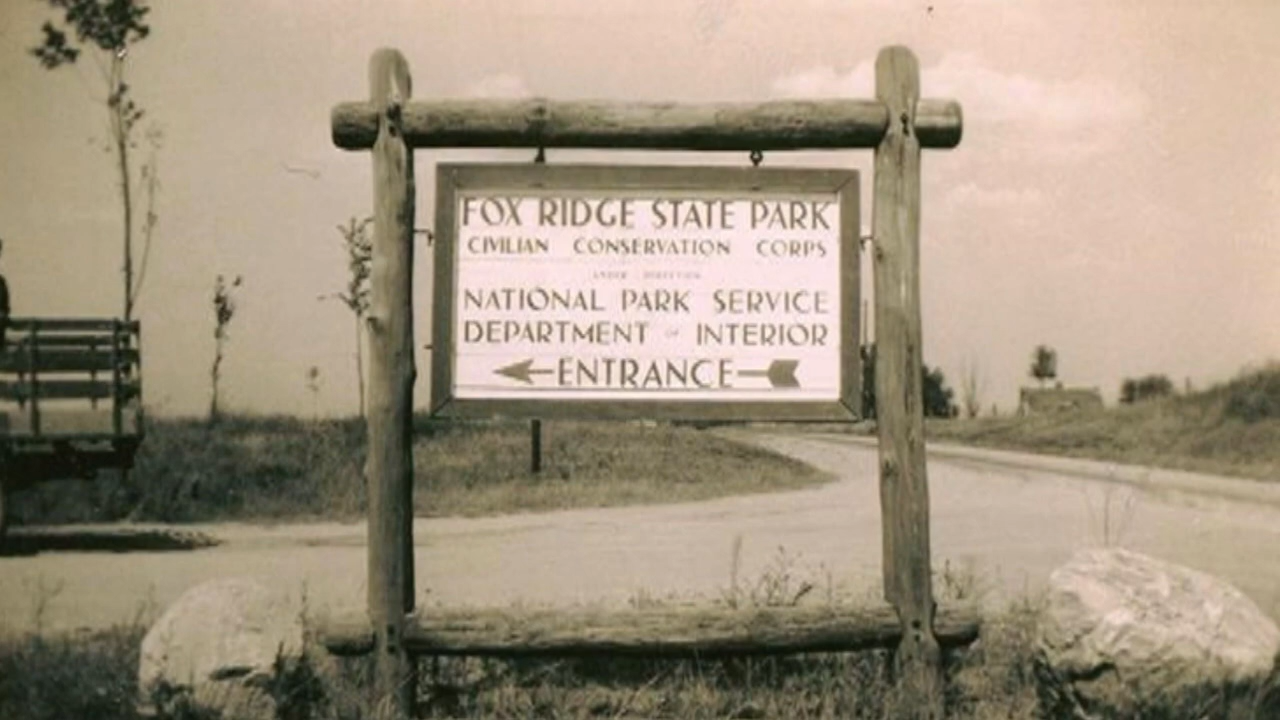 FOX RIDGE STATE PARK
CIVILIAN CONSERVATION CORPS
UNDER DIRECTION
NATIONAL PARK SERVICE
DEPARTMENT OF INTERIOR
ENTRANCE